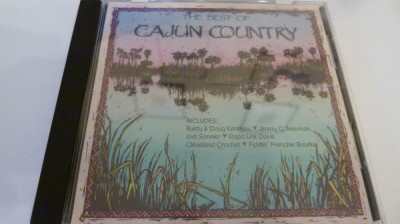 THE BEST OF
CAJUN COUNTRY
INCLUDES:
Rusty & Doug Kershaw ♥ Jimmy C. Newman
Joel Sonnier ♥ Papa Link Davis
Cleveland Crochet ♥ Fiddlin' Frenchie Bourke